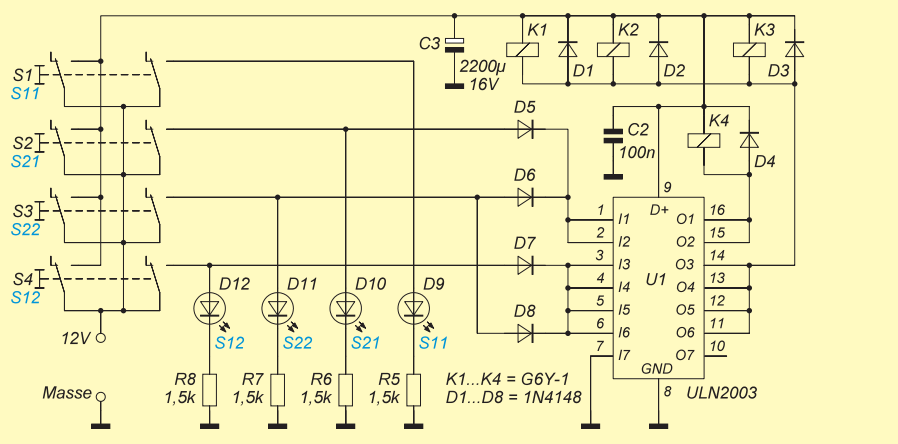 K1
K2
K3
C3
2200µ
16V
D1
D2
D3
S1
S11
D5
C2
100n
K4
D4
S2
S21
D6
9
D+
S3
S22
1
I1
O1
16
2
I2
O2
15
D7
3
I3
O3
14
S4
S12
D12
D11
D10
D9
4
I4
U1
O4
13
D8
5
I5
O5
12
6
I6
O6
11
12V
S12
S22
S21
S11
7
I7
O7
10
GND
R8
1,5k
R7
1,5k
R6
1,5k
R5
1,5k
K1...K4 = G6Y-1
D1...D8 = 1N4148
8
ULN2003
Masse